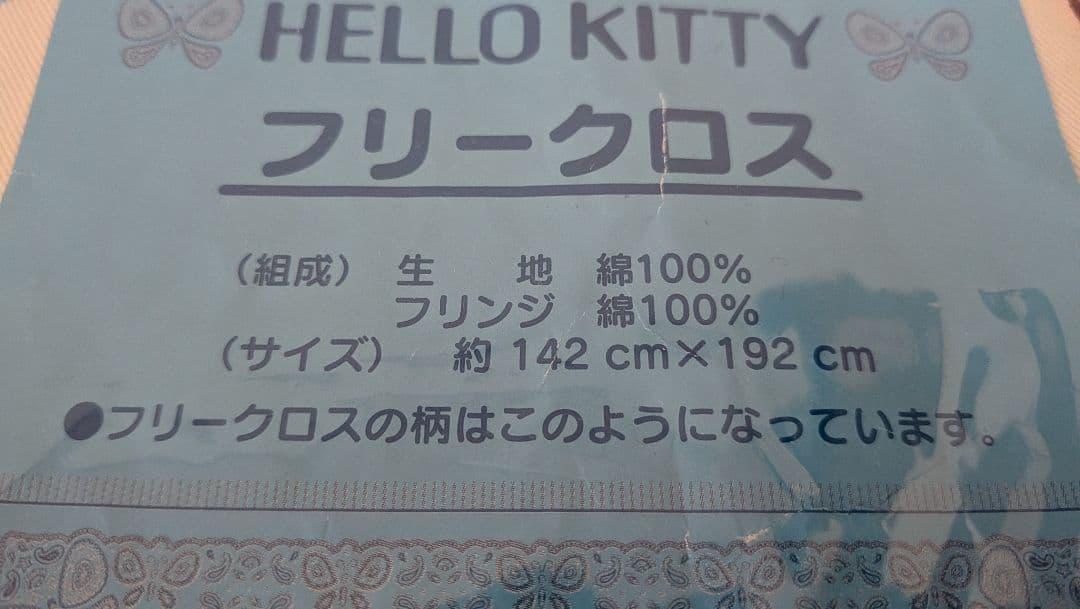 HELLO KITTY
フリークロス
（組成） 生　　地　綿100%
フリンジ　綿100%
（サイズ）　約 142 cm×192 cm
●フリークロスの柄はこのようになっています。